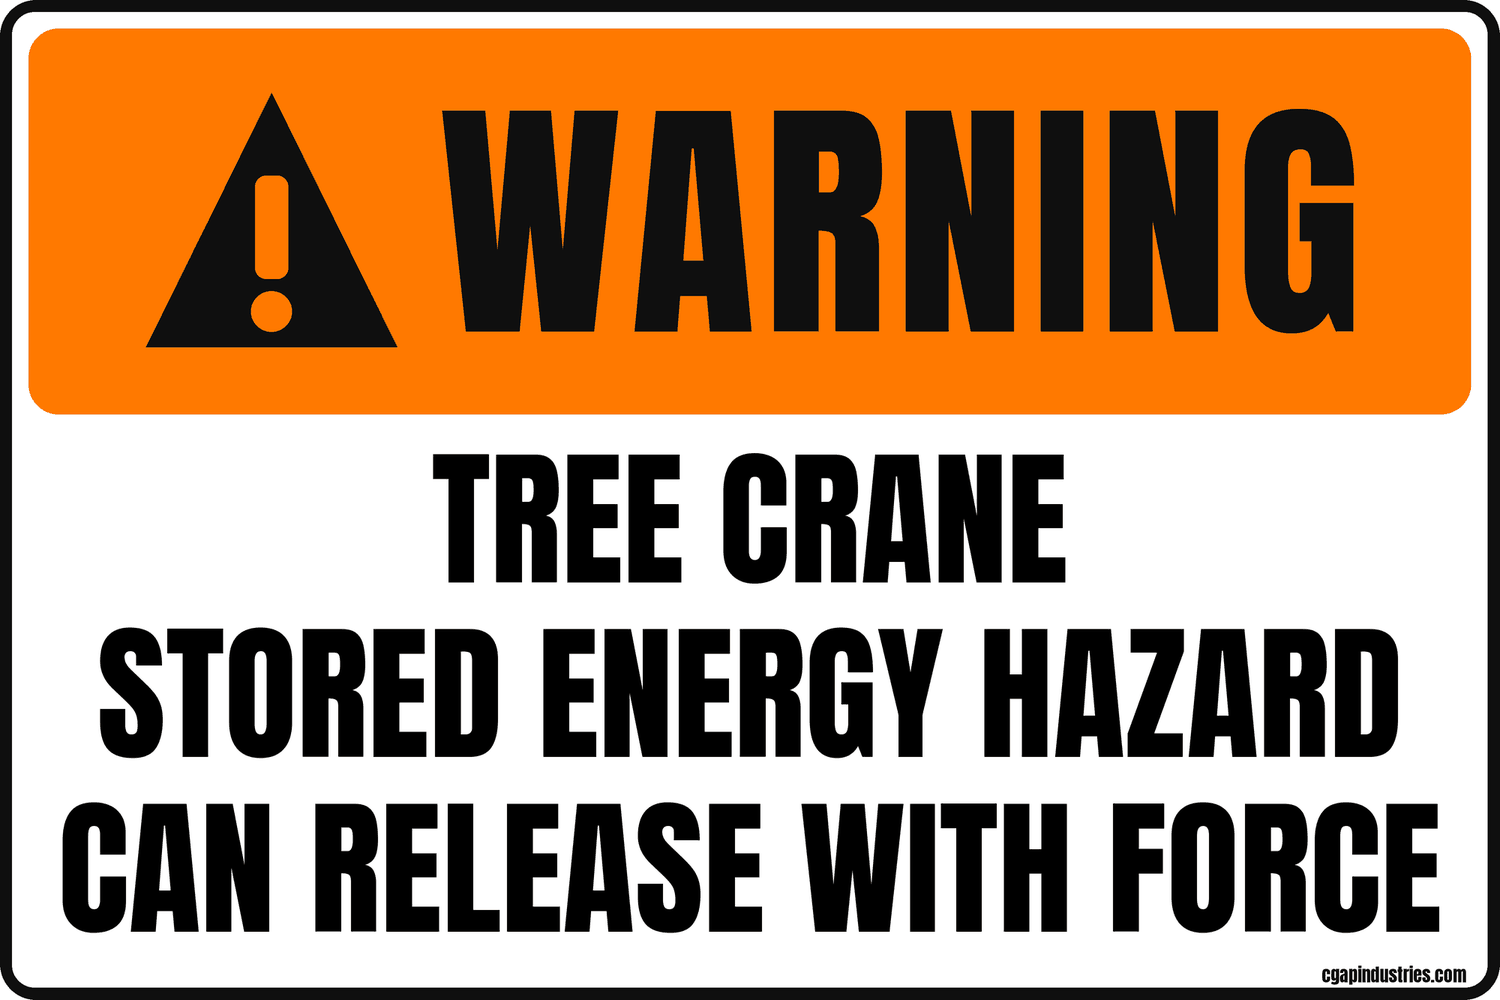 WARNING
TREE CRANE
STORED ENERGY HAZARD
CAN RELEASE WITH FORCE
cgapindustries.com